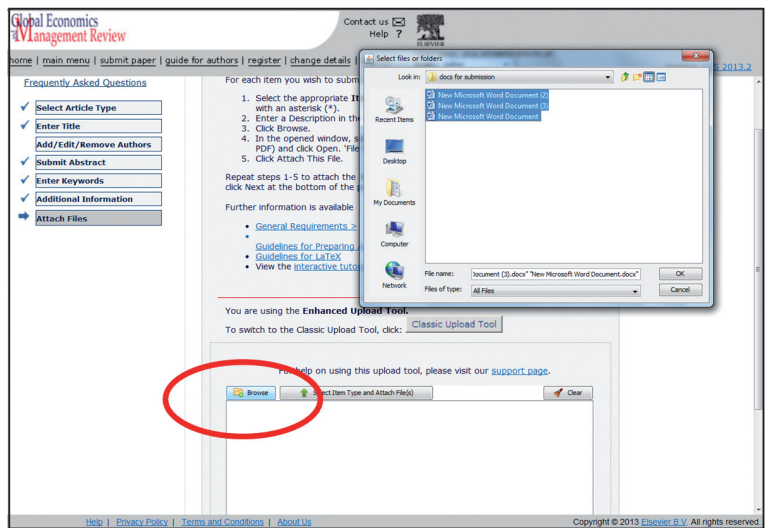 Global Economics
Management Review
Contact us
Help ?
ELSEVIER
home | main menu | submit paper | guide for authors | register | change details |
S 2013.2
Frequently Asked Questions
Select Article Type
Enter Title
Add/Edit/Remove Authors
Submit Abstract
Enter Keywords
Additional Information
Attach Files
For each item you wish to subm
1. Select the appropriate Ite
with an asterisk (*).
2. Enter a Description in the
3. Click Browse.
4. In the opened window, s
PDF) and click Open. 'File
5. Click Attach This File.
Repeat steps 1-5 to attach the
click Next at the bottom of the p
Further information is available
General Requirements >
Guidelines for Preparing
Guidelines for LaTeX
View the interactive tuto
Select files or folders
Look in: docs for submission
New Microsoft Word Document (2)
New Microsoft Word Document (3)
New Microsoft Word Document
Recent Items
Desktop
My Documents
Computer
Network
File name: Document (3).docx" "New Microsoft Word Document.docx" OK
Files of type: All Files Cancel
You are using the Enhanced Upload Tool.
To switch to the Classic Upload Tool, click: Classic Upload Tool
For help on using this upload tool, please visit our support page.
Browse Select Item Type and Attach File(s) Clear
Help | Privacy Policy | Terms and Conditions | About Us Copyright © 2013 Elsevier B.V. All rights reserved.